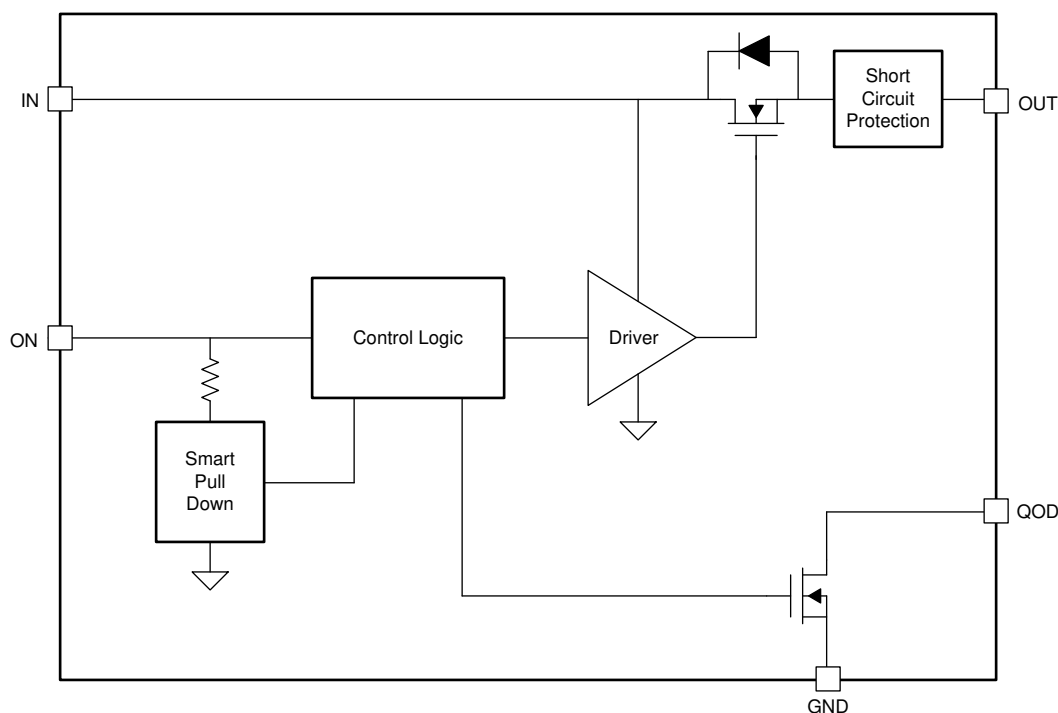 IN
Short
Circuit
Protection
OUT
ON
Control Logic
Driver
Smart
Pull
Down
QOD
GND